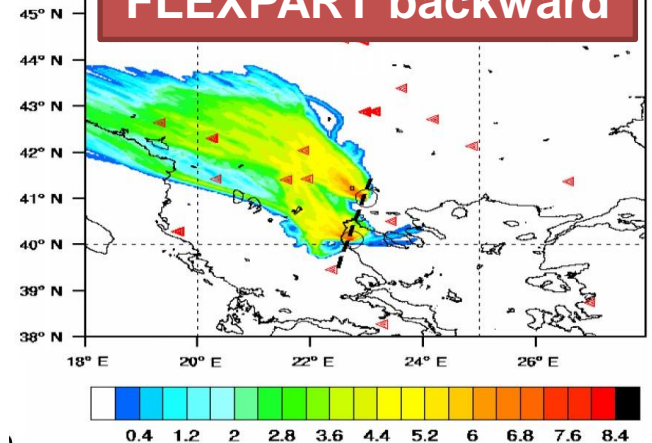 FLEXPART backward
45° N
44° N
43° N
42° N
41° N
40° N
39° N
38° N
18° E 20° E 22° E 24° E 26° E
0.4 1.2 2 2.8 3.6 4.4 5.2 6 6.8 7.6 8.4
)